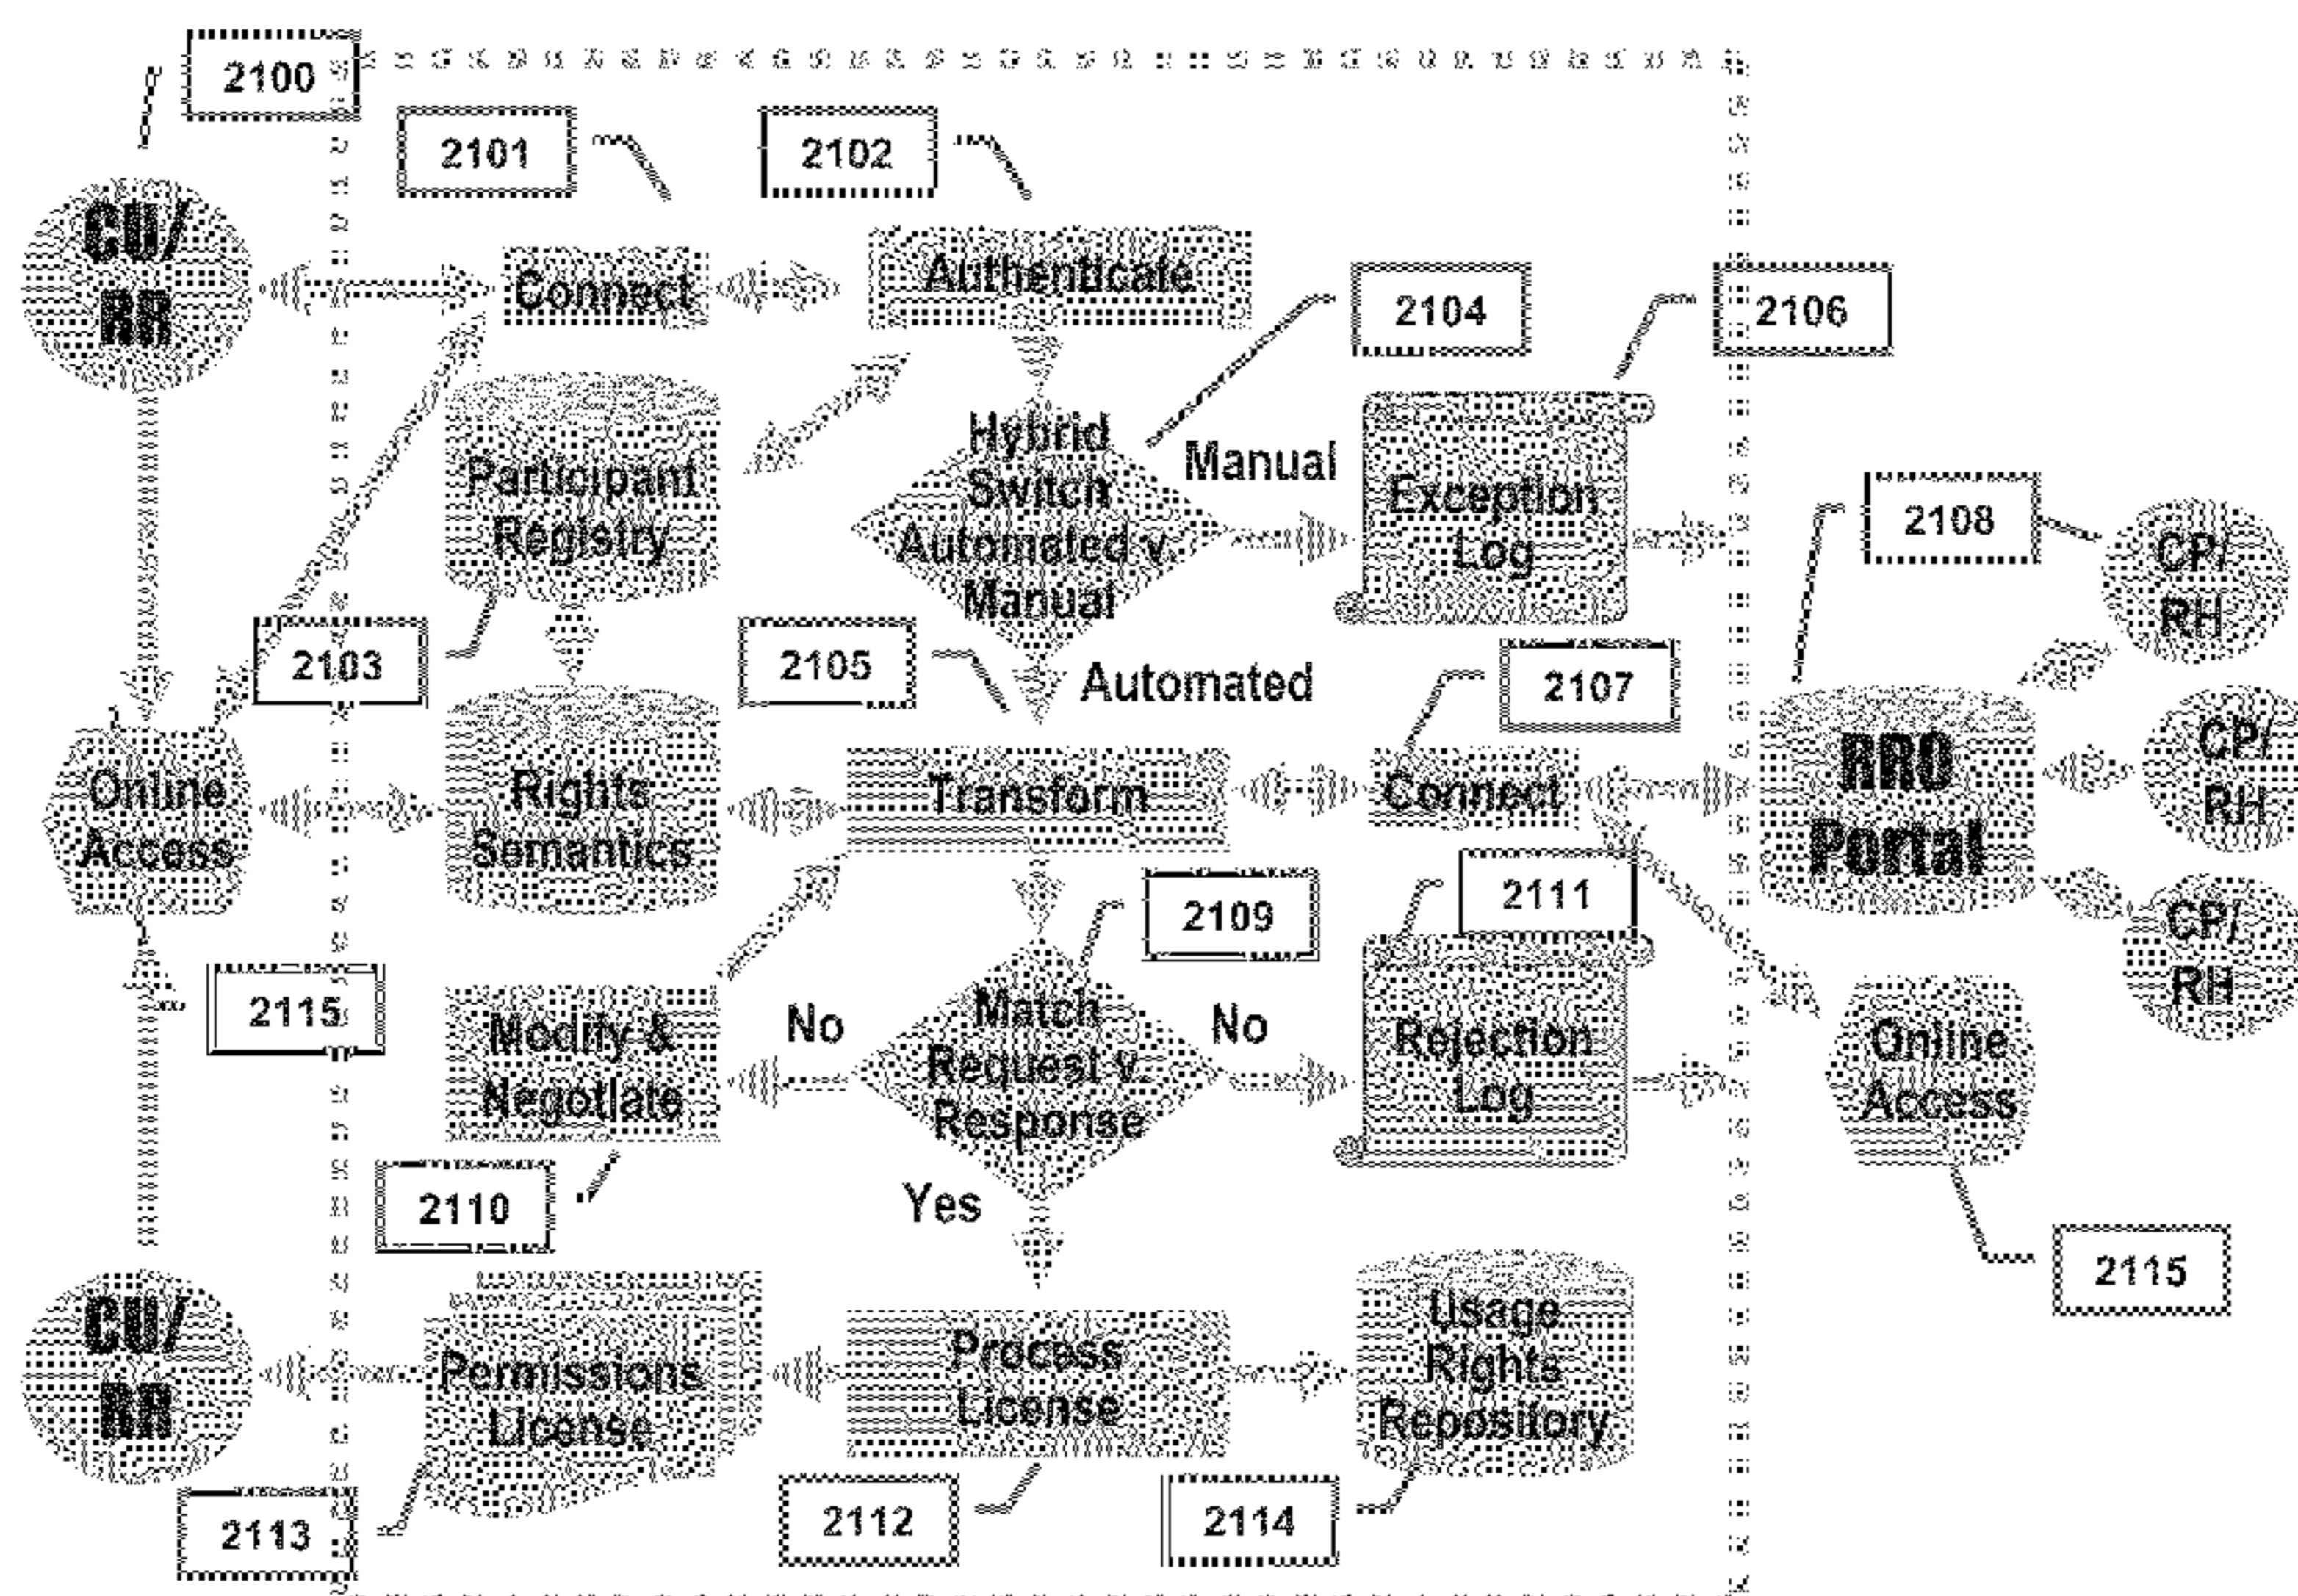 2100
2101
2102
CU/
RR
Connect
Authenticate
2104
2106
Participant
Registry
Hybrid
Switch
Automated v.
Manual
Manual
Exception
Log
2108
CP/
RH
2103
2105
Automated
2107
CP/
RH
Online
Access
Rights
Semantics
Transform
Connect
RRO
Portal
2109
2111
CP/
RH
2115
Modify &
Negotiate
No
Match
Request v.
Response
No
Rejection
Log
Online
Access
2110
Yes
2115
CU/
RR
Permissions
License
Process
License
Usage
Rights
Repository
2113
2112
2114